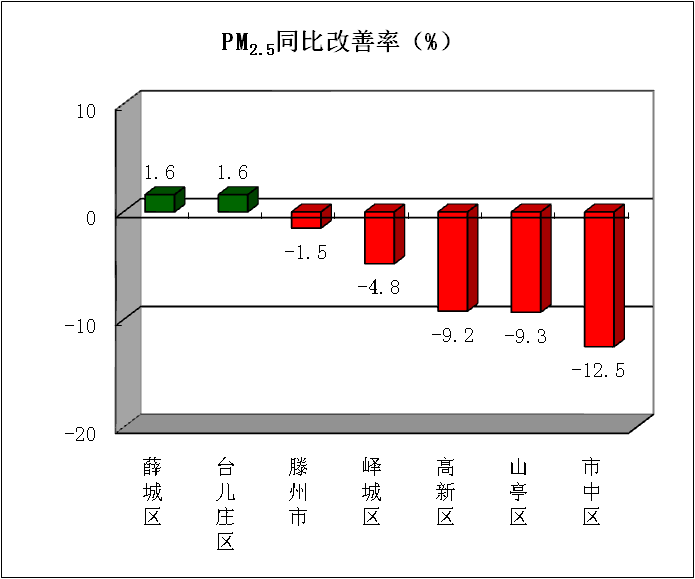 PM2.5同比改善率（%）
10
0
-10
-20
1.6
1.6
-1.5
-4.8
-9.2
-9.3
-12.5
薛城区
台儿庄区
滕州市
峄城区
高新区
山亭区
市中区